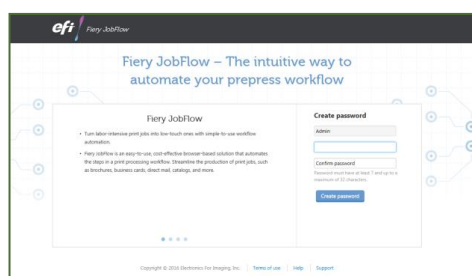 efi Fiery JobFlow
Fiery JobFlow – The intuitive way to
automate your prepress workflow
Fiery JobFlow
• Turn labor-intensive print jobs into low-touch ones with simple-to-use workflow
automation.
• Fiery JobFlow is an easy-to-use, cost-effective browser-based solution that automates
the steps in a print processing workflow. Streamline the production of print jobs, such
as brochures, business cards, direct mail, catalogs, and more.
Create password
Admin
Confirm password
Password must have at least 1 and up to a
maximum of 32 characters.
Create password
Copyright © 2016 Electronics For Imaging, Inc. Terms of use Help Support